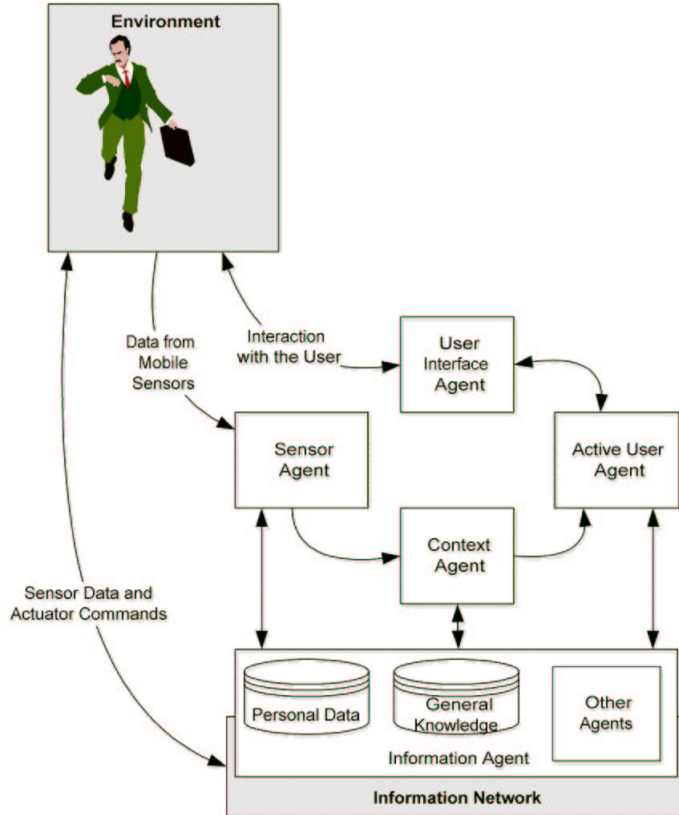 Environment
Data from
Mobile
Sensors
Interaction
with the User
User
Interface
Agent
Sensor
Agent
Active User
Agent
Context
Agent
Sensor Data and
Actuator Commands
Personal Data
General
Knowledge
Other
Agents
Information Agent
Information Network